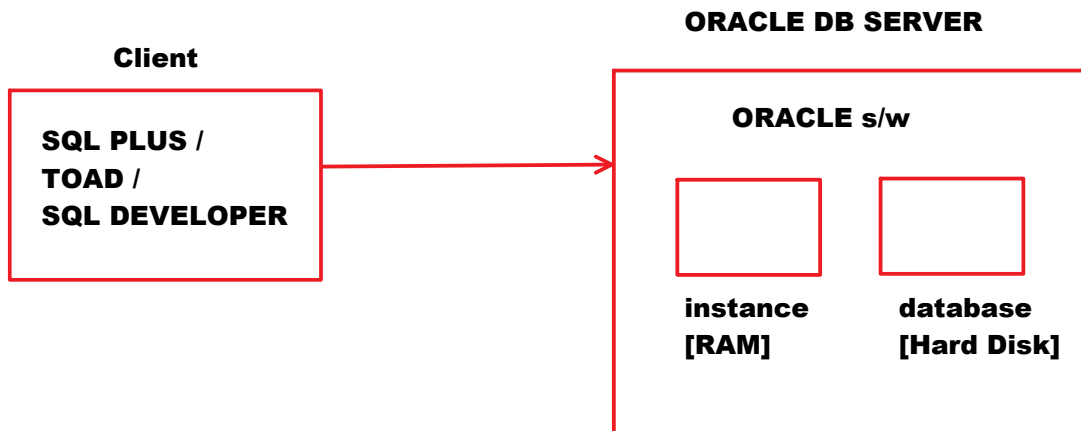 ORACLE DB SERVER
Client
ORACLE s/w
SQL PLUS /
TOAD /
SQL DEVELOPER
instance
[RAM]
database
[Hard Disk]